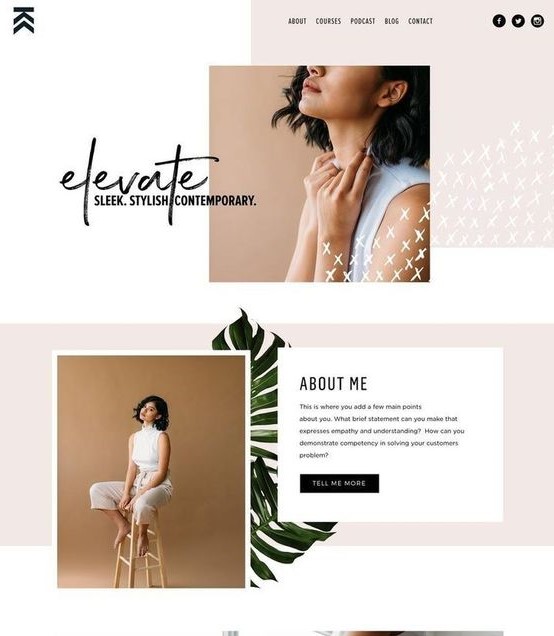 ABOUT COURSES PODCAST BLOG CONTACT
elevate
SLEEK. STYLISH. CONTEMPORARY.
ABOUT ME
This is where you add a few main points
about you. What brief statement can you make that
expresses empathy and understanding? How can you
demonstrate competency in solving your customers
problem?
TELL ME MORE